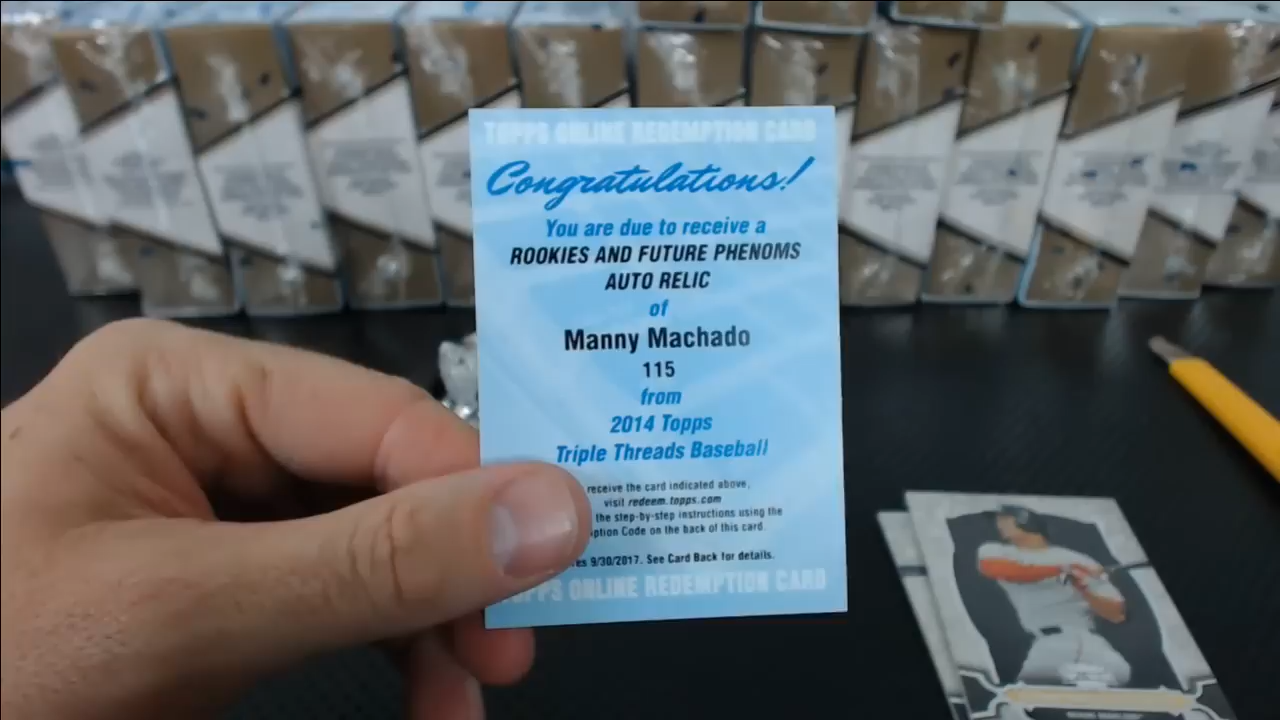 TOPPS ONLINE REDEMPTION CARD
Congratulations!
You are due to receive a
ROOKIES AND FUTURE PHENOMS
AUTO RELIC
of
Manny Machado
115
from
2014 Topps
Triple Threads Baseball
receive the card indicated above,
visit redeem.topps.com
the step-by-step instructions using the
Code on the back of this card.
9/30/2017. See Card Back for details.
TOPPS ONLINE REDEMPTION CARD